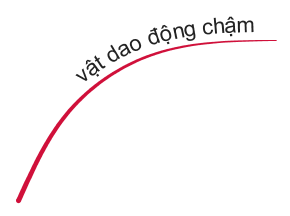 vật dao động chậm